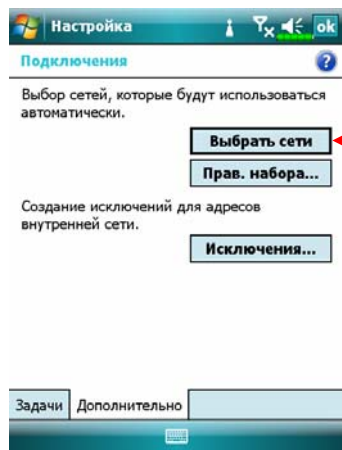 Настройка
ok
Подключения
?
Выбор сетей, которые будут использоваться
автоматически.
Выбрать сети
Прав. набора...
Создание исключений для адресов
внутренней сети.
Исключения...
Задачи Дополнительно